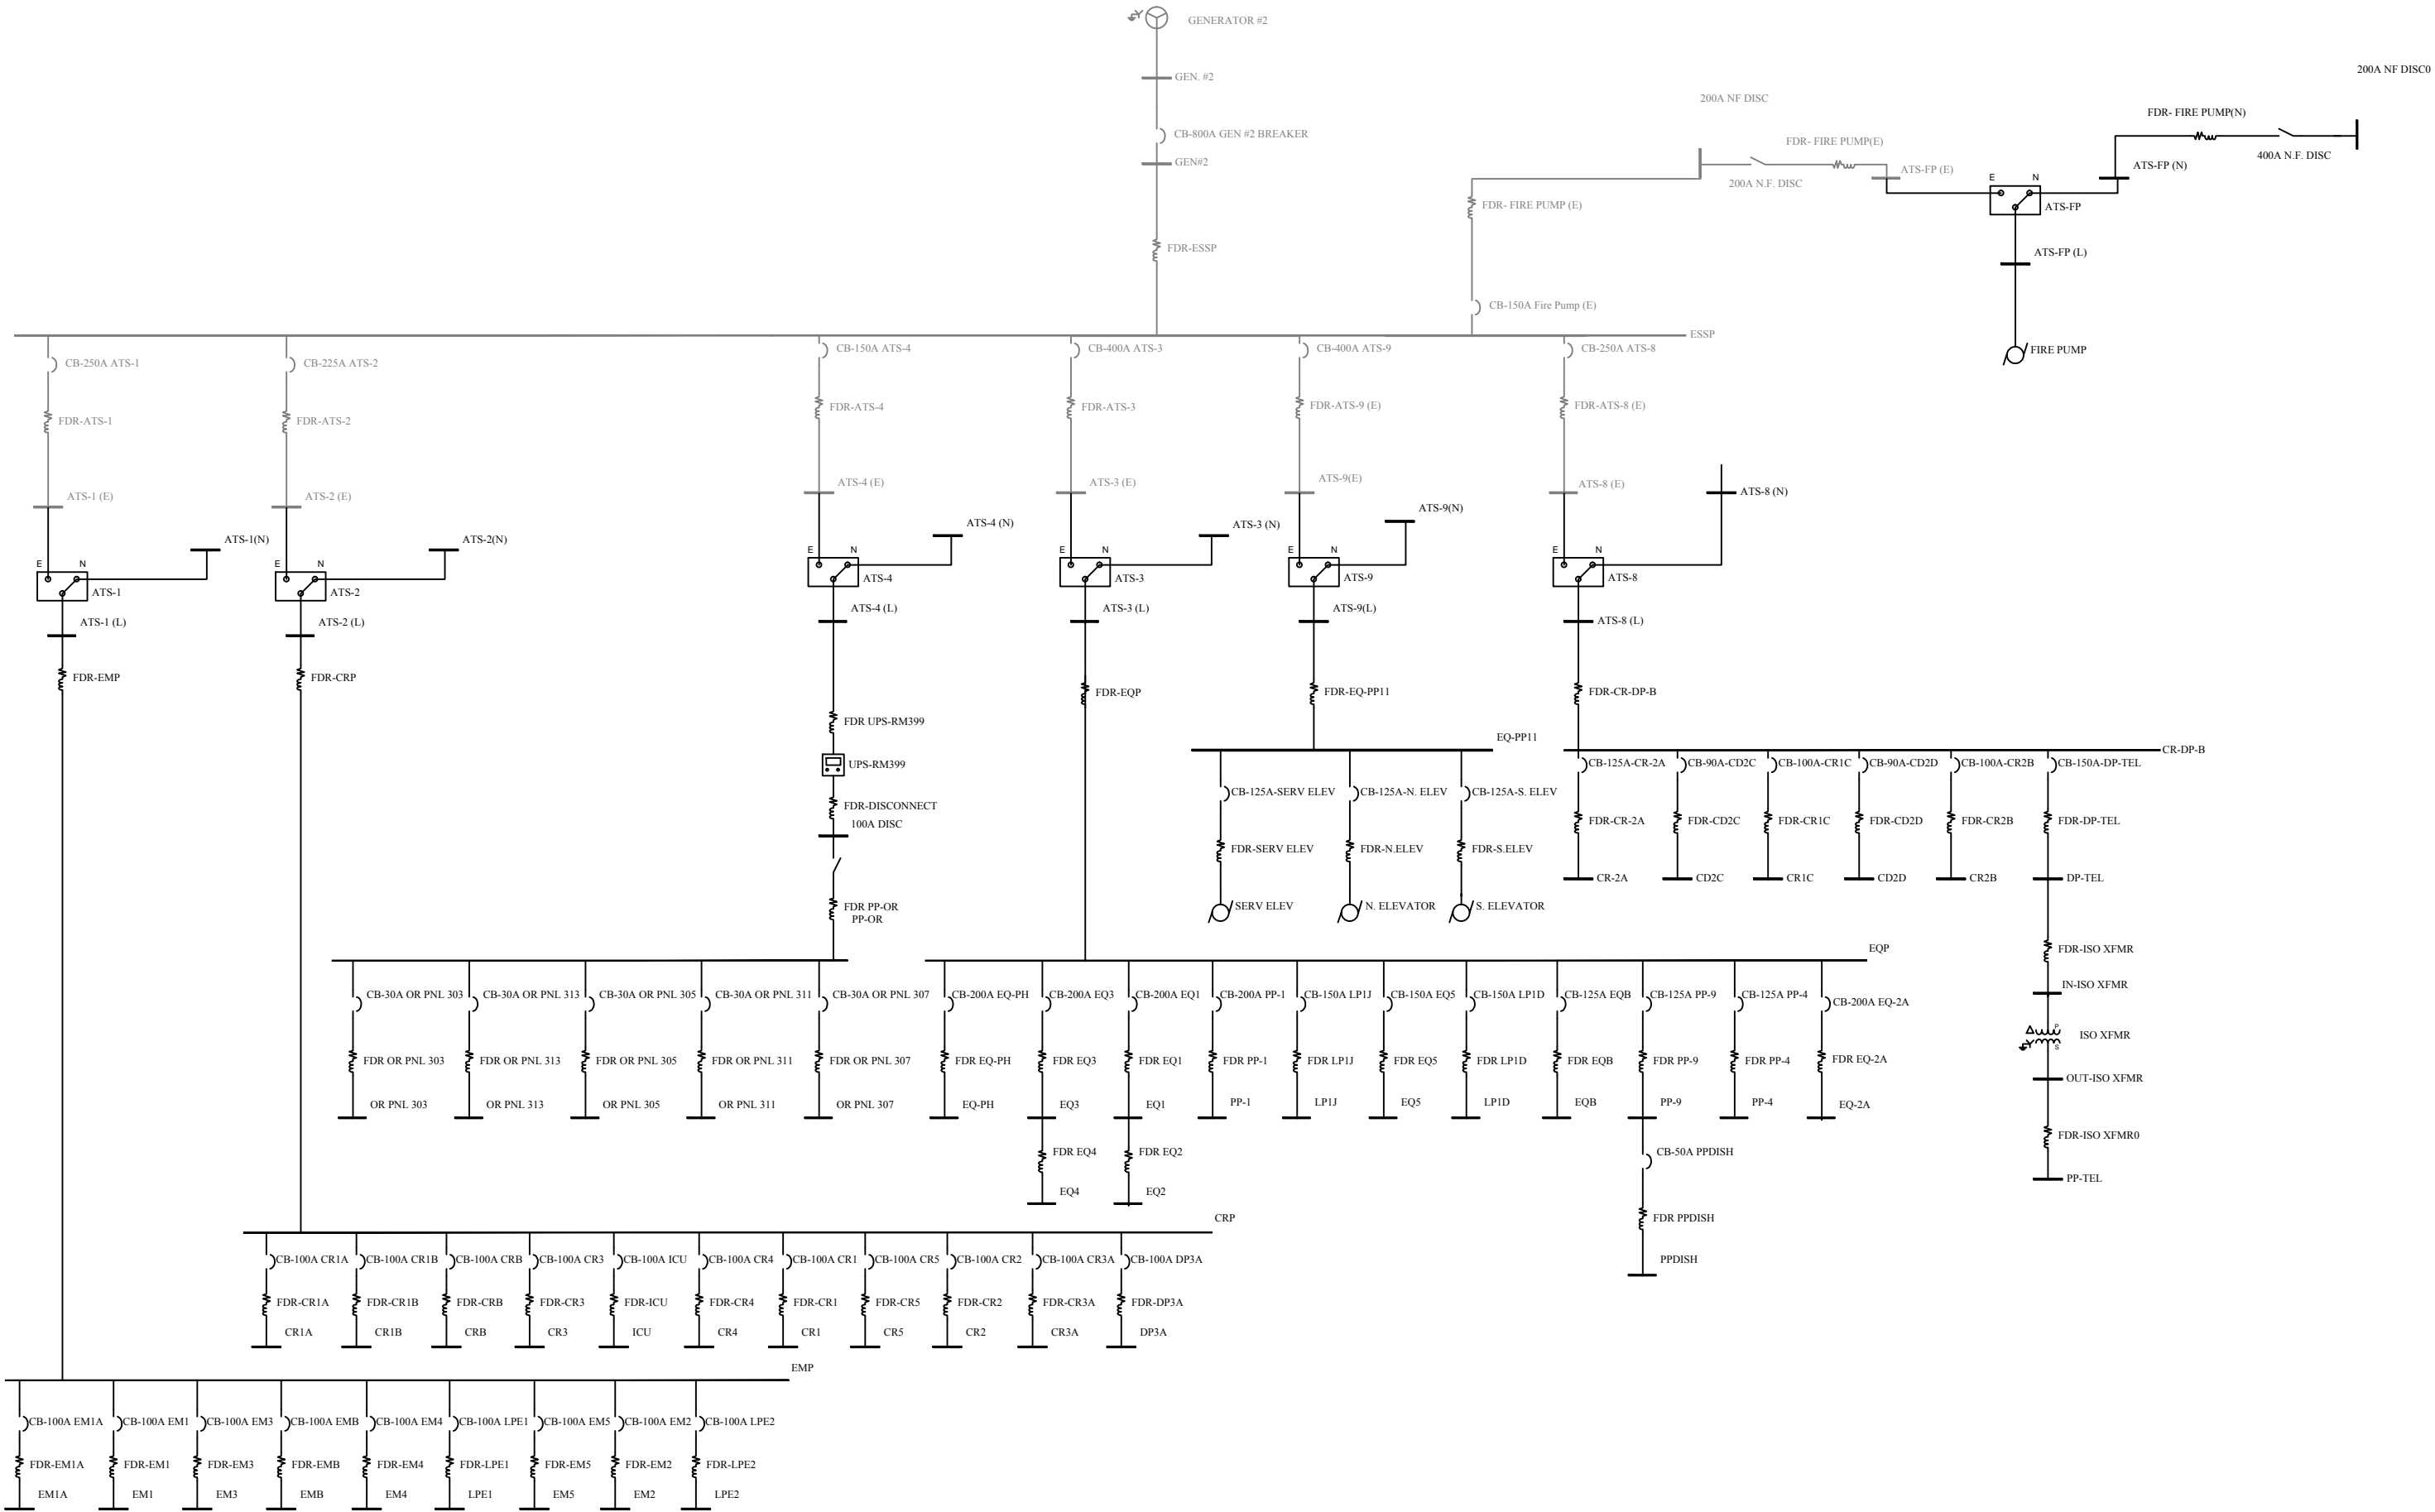 GENERATOR #2
200A NF DISC0
GEN. #2
200A NF DISC
FDR- FIRE PUMP(N)
CB-800A GEN #2 BREAKER
FDR- FIRE PUMP(E)
400A N.F. DISC
GEN#2
ATS-FP (E)
ATS-FP (N)
200A N.F. DISC
E N
FDR- FIRE PUMP (E)
ATS-FP
FDR-ESSP
ATS-FP (L)
CB-150A Fire Pump (E)
ESSP
FIRE PUMP
CB-250A ATS-1
CB-225A ATS-2
CB-150A ATS-4
CB-400A ATS-3
CB-400A ATS-9
CB-250A ATS-8
FDR-ATS-1
FDR-ATS-2
FDR-ATS-4
FDR-ATS-3
FDR-ATS-9 (E)
FDR-ATS-8 (E)
ATS-1 (E)
ATS-2 (E)
ATS-4 (E)
ATS-3 (E)
ATS-9(E)
ATS-8 (E)
ATS-8 (N)
ATS-1(N)
ATS-2(N)
ATS-4 (N)
ATS-3 (N)
ATS-9(N)
E N
E N
E N
E N
E N
E N
ATS-1
ATS-2
ATS-4
ATS-3
ATS-9
ATS-8
ATS-1 (L)
ATS-2 (L)
ATS-4 (L)
ATS-3 (L)
ATS-9(L)
ATS-8 (L)
FDR-EMP
FDR-CRP
FDR-EQP
FDR-EQ-PP11
FDR-CR-DP-B
FDR UPS-RM399
UPS-RM399
FDR-DISCONNECT
100A DISC
FDR PP-OR
PP-OR
EQ-PP11
CR-DP-B
CB-125A-SERV ELEV
CB-125A-N. ELEV
CB-125A-S. ELEV
CB-125A-CR-2A
CB-90A-CD2C
CB-100A-CR1C
CB-90A-CD2D
CB-100A-CR2B
CB-150A-DP-TEL
FDR-SERV ELEV
FDR-N.ELEV
FDR-S.ELEV
FDR-CR-2A
FDR-CD2C
FDR-CR1C
FDR-CD2D
FDR-CR2B
FDR-DP-TEL
SERV ELEV
N. ELEVATOR
S. ELEVATOR
CR-2A
CD2C
CR1C
CD2D
CR2B
DP-TEL
FDR-ISO XFMR
IN-ISO XFMR
P
ISO XFMR
S
OUT-ISO XFMR
FDR-ISO XFMR0
PP-TEL
EQP
CB-30A OR PNL 303
CB-30A OR PNL 313
CB-30A OR PNL 305
CB-30A OR PNL 311
CB-30A OR PNL 307
CB-200A EQ-PH
CB-200A EQ3
CB-200A EQ1
CB-200A PP-1
CB-150A LP1J
CB-150A EQ5
CB-150A LP1D
CB-125A EQB
CB-125A PP-9
CB-125A PP-4
CB-200A EQ-2A
FDR OR PNL 303
FDR OR PNL 313
FDR OR PNL 305
FDR OR PNL 311
FDR OR PNL 307
FDR EQ-PH
FDR EQ3
FDR EQ1
FDR PP-1
FDR LP1J
FDR EQ5
FDR LP1D
FDR EQB
FDR PP-9
FDR PP-4
FDR EQ-2A
OR PNL 303
OR PNL 313
OR PNL 305
OR PNL 311
OR PNL 307
EQ-PH
EQ3
EQ1
PP-1
LP1J
EQ5
LP1D
EQB
PP-9
PP-4
EQ-2A
FDR EQ4
FDR EQ2
CB-50A PPDISH
EQ4
EQ2
FDR PPDISH
PPDISH
CRP
CB-100A CR1A
CB-100A CR1B
CB-100A CRB
CB-100A CR3
CB-100A ICU
CB-100A CR4
CB-100A CR1
CB-100A CR5
CB-100A CR2
CB-100A CR3A
CB-100A DP3A
FDR-CR1A
FDR-CR1B
FDR-CRB
FDR-CR3
FDR-ICU
FDR-CR4
FDR-CR1
FDR-CR5
FDR-CR2
FDR-CR3A
FDR-DP3A
CR1A
CR1B
CRB
CR3
ICU
CR4
CR1
CR5
CR2
CR3A
DP3A
EMP
CB-100A EM1A
CB-100A EM1
CB-100A EM3
CB-100A EMB
CB-100A EM4
CB-100A LPE1
CB-100A EM5
CB-100A EM2
CB-100A LPE2
FDR-EM1A
FDR-EM1
FDR-EM3
FDR-EMB
FDR-EM4
FDR-LPE1
FDR-EM5
FDR-EM2
FDR-LPE2
EM1A
EM1
EM3
EMB
EM4
LPE1
EM5
EM2
LPE2